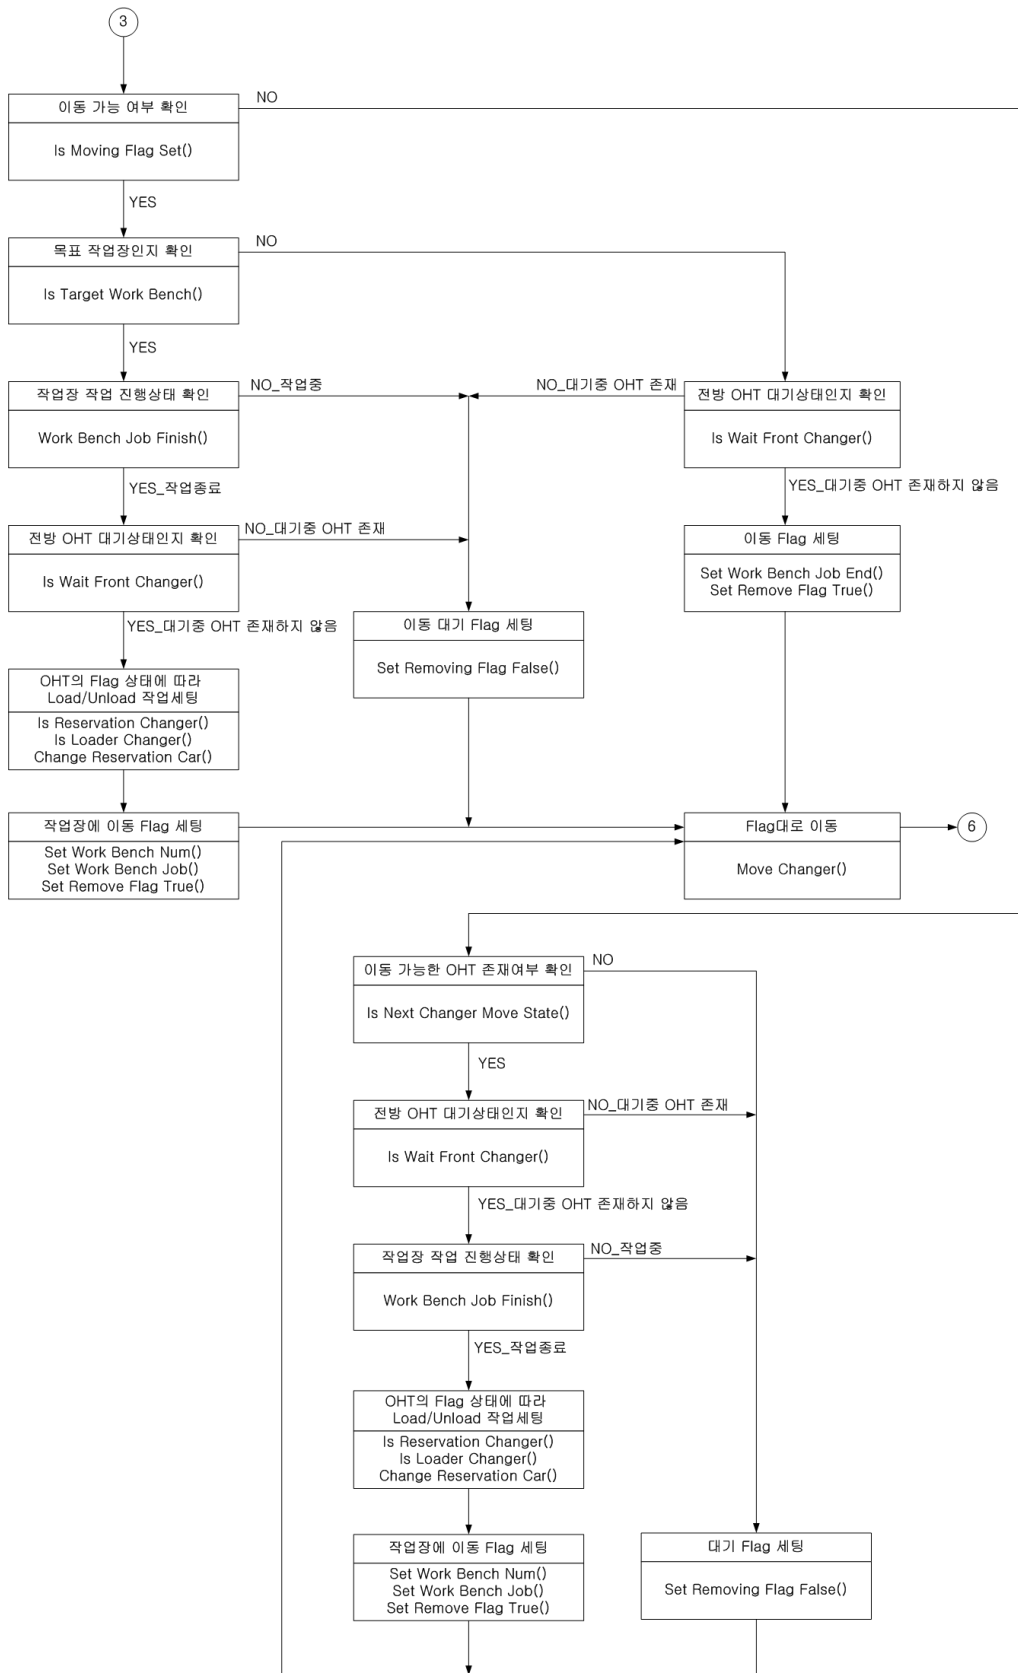 3
이동 가능 여부 확인
NO
Is Moving Flag Set()
YES
목표 작업장인지 확인
NO
Is Target Work Bench()
YES
작업장 작업 진행상태 확인
NO_작업중
NO_대기중 OHT 존재
전방 OHT 대기상태인지 확인
Work Bench Job Finish()
Is Wait Front Changer()
YES_작업종료
YES_대기중 OHT 존재하지 않음
전방 OHT 대기상태인지 확인
NO_대기중 OHT 존재
이동 Flag 세팅
Is Wait Front Changer()
Set Work Bench Job End()
Set Remove Flag True()
YES_대기중 OHT 존재하지 않음
이동 대기 Flag 세팅
Set Removing Flag False()
OHT의 Flag 상태에 따라
Load/Unload 작업세팅
Is Reservation Changer()
Is Loader Changer()
Change Reservation Car()
작업장에 이동 Flag 세팅
Set Work Bench Num()
Set Work Bench Job()
Set Remove Flag True()
Flag대로 이동
Move Changer()
6
이동 가능한 OHT 존재여부 확인
NO
Is Next Changer Move State()
YES
전방 OHT 대기상태인지 확인
NO_대기중 OHT 존재
Is Wait Front Changer()
YES_대기중 OHT 존재하지 않음
작업장 작업 진행상태 확인
NO_작업중
Work Bench Job Finish()
YES_작업종료
OHT의 Flag 상태에 따라
Load/Unload 작업세팅
Is Reservation Changer()
Is Loader Changer()
Change Reservation Car()
작업장에 이동 Flag 세팅
Set Work Bench Num()
Set Work Bench Job()
Set Remove Flag True()
대기 Flag 세팅
Set Removing Flag False()